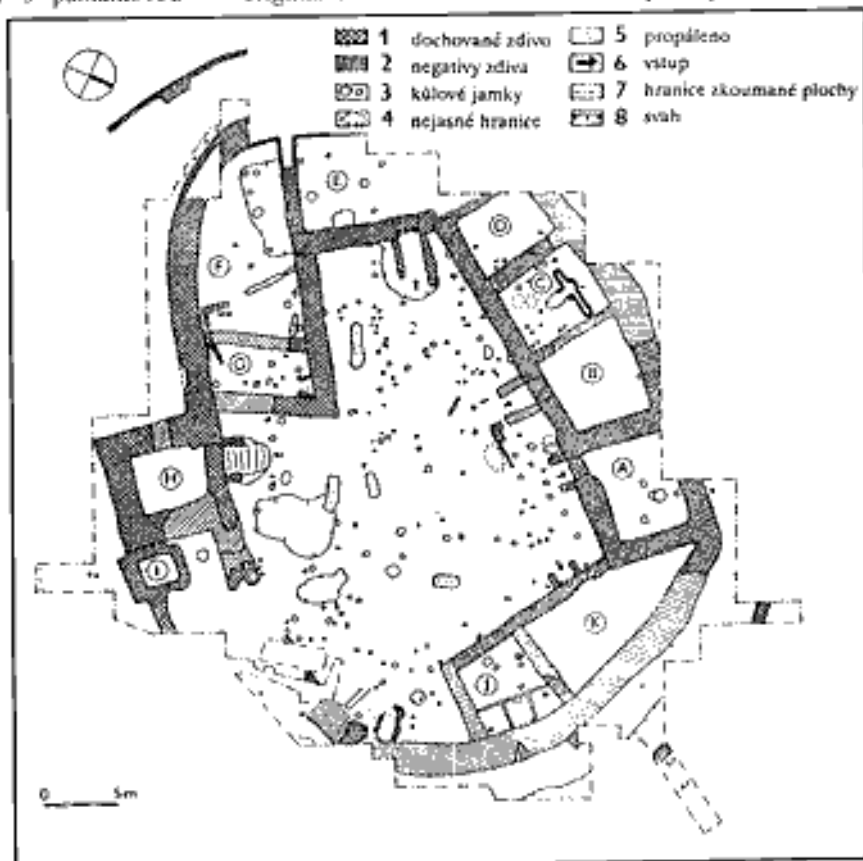 1 dochované zdivo
2 negativy zdiva
3 kůlové jamky
4 nejasné hranice
5 propáleno
6 vstup
7 hranice zkoumané plochy
8 svah
E
D
F
C
G
B
A
H
I
K
J
0 5m